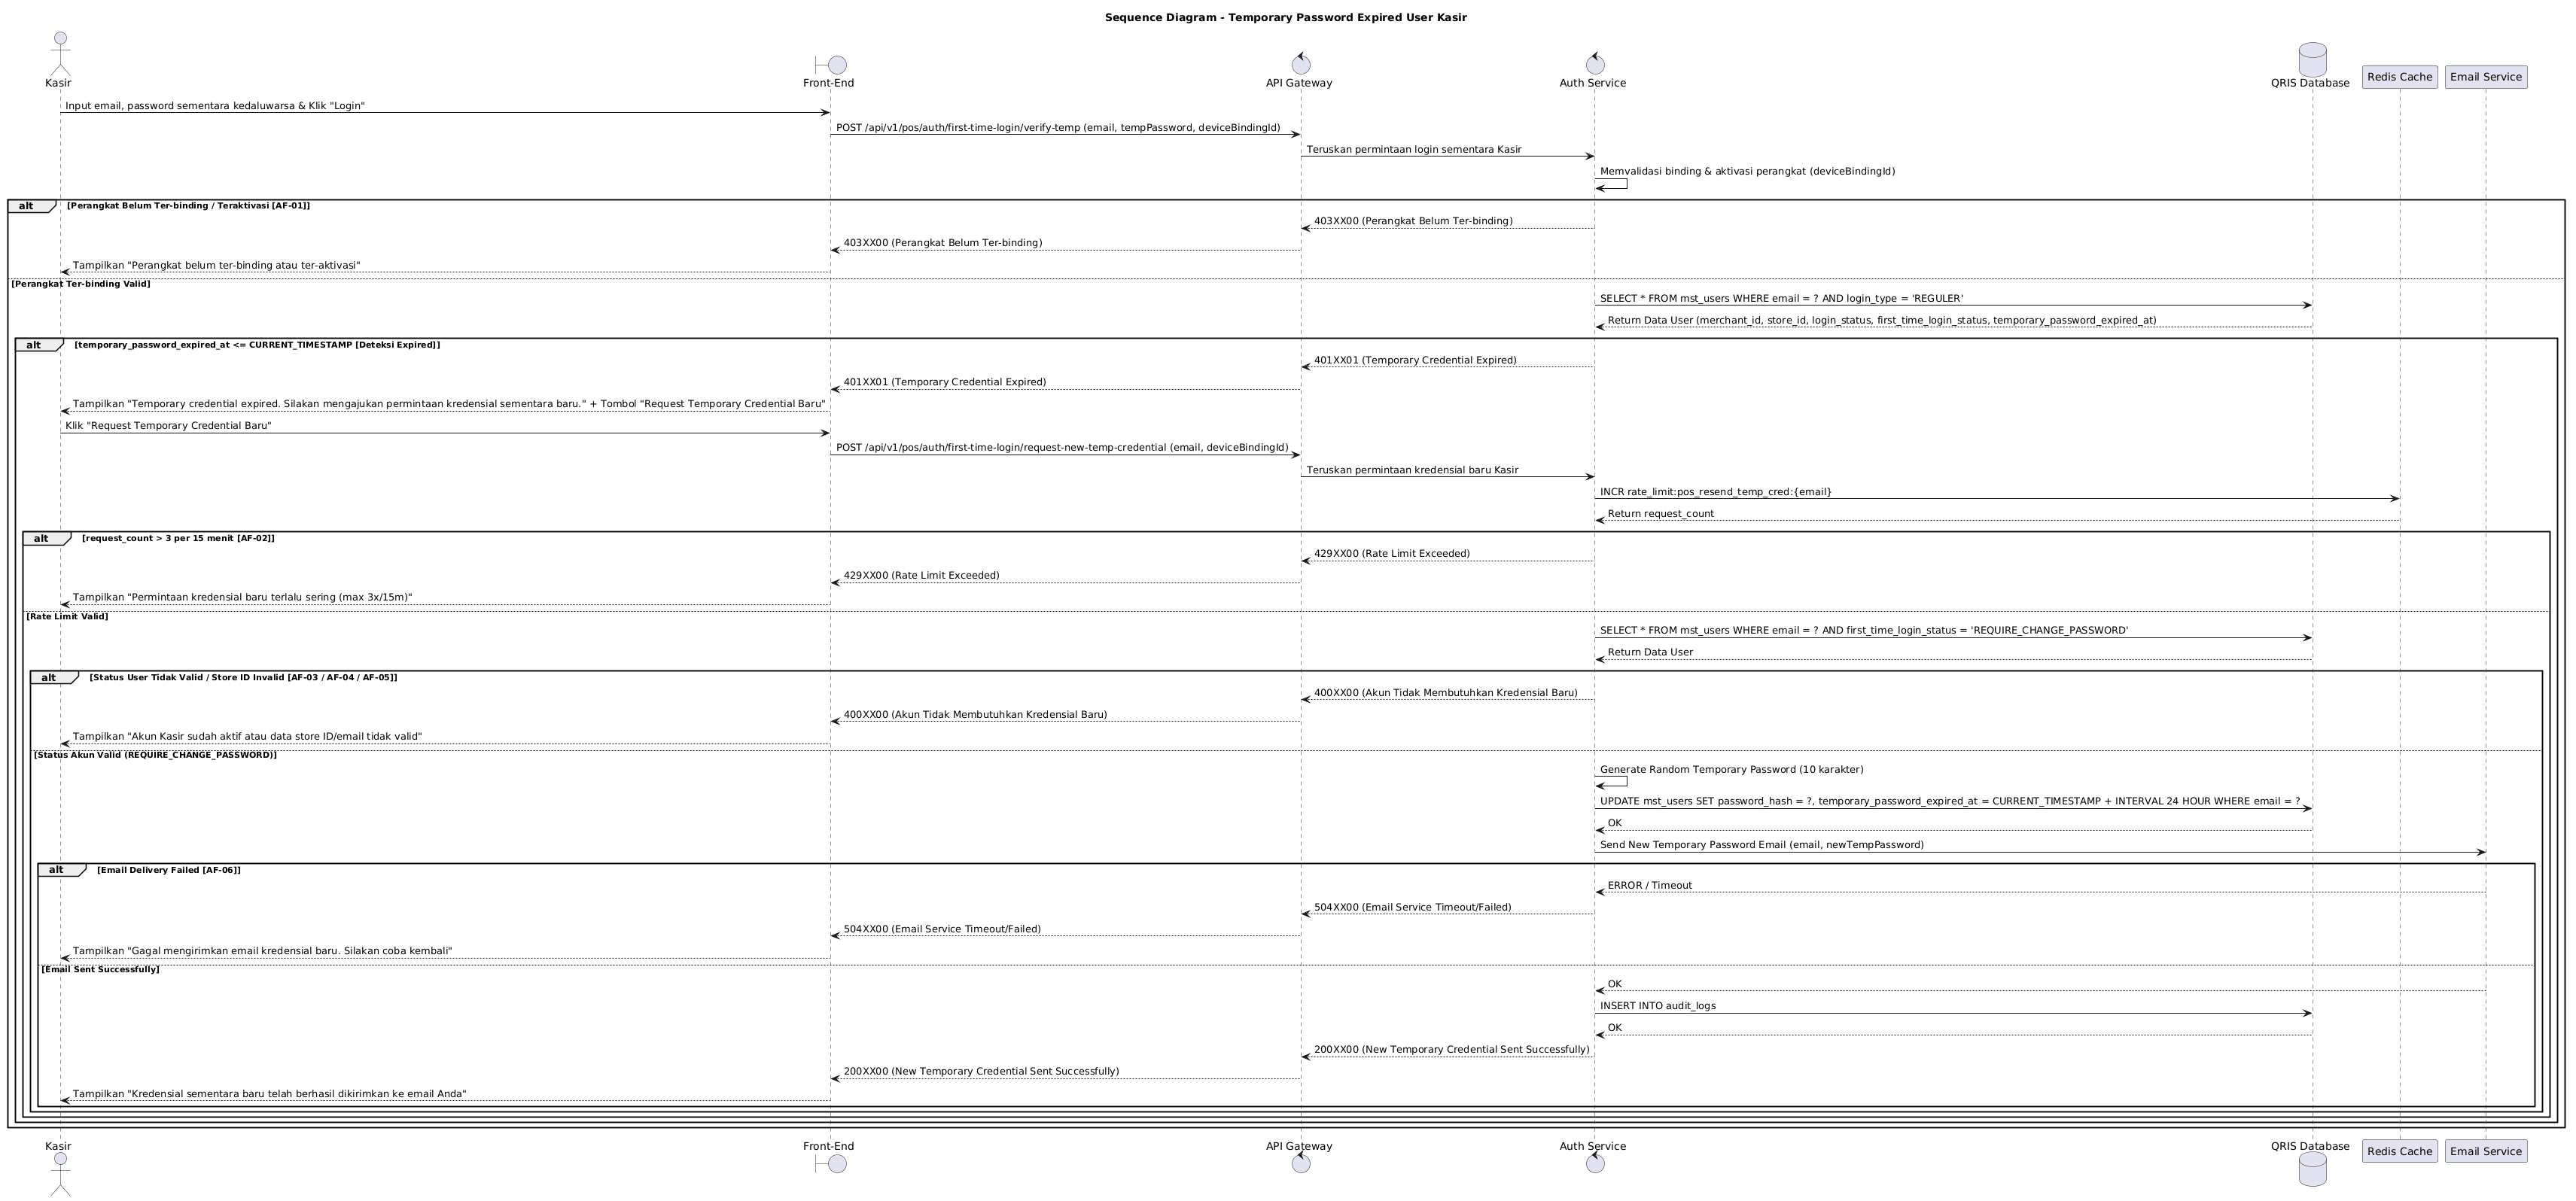 Sequence Diagram - Temporary Password Expired User Kasir
Kasir
Front-End
API Gateway
Auth Service
QRIS Database
Redis Cache
Email Service
Input email, password sementara kedaluwarsa & Klik "Login"
POST /api/v1/pos/auth/first-time-login/verify-temp (email, tempPassword, deviceBindingId)
Teruskan permintaan login sementara Kasir
Memvalidasi binding & aktivasi perangkat (deviceBindingId)
alt
[Perangkat Belum Ter-binding / Teraktivasi [AF-01]]
403XX00 (Perangkat Belum Ter-binding)
403XX00 (Perangkat Belum Ter-binding)
Tampilkan "Perangkat belum ter-binding atau ter-aktivasi"
[Perangkat Ter-binding Valid]
SELECT * FROM mst_users WHERE email = ? AND login_type = 'REGULER'
Return Data User (merchant_id, store_id, login_status, first_time_login_status, temporary_password_expired_at)
alt
[temporary_password_expired_at <= CURRENT_TIMESTAMP [Deteksi Expired]]
401XX01 (Temporary Credential Expired)
401XX01 (Temporary Credential Expired)
Tampilkan "Temporary credential expired. Silakan mengajukan permintaan kredensial sementara baru." + Tombol "Request Temporary Credential Baru"
Klik "Request Temporary Credential Baru"
POST /api/v1/pos/auth/first-time-login/request-new-temp-credential (email, deviceBindingId)
Teruskan permintaan kredensial baru Kasir
INCR rate_limit:pos_resend_temp_cred:{email}
Return request_count
alt
[request_count > 3 per 15 menit [AF-02]]
429XX00 (Rate Limit Exceeded)
429XX00 (Rate Limit Exceeded)
Tampilkan "Permintaan kredensial baru terlalu sering (max 3x/15m)"
[Rate Limit Valid]
SELECT * FROM mst_users WHERE email = ? AND first_time_login_status = 'REQUIRE_CHANGE_PASSWORD'
Return Data User
alt
[Status User Tidak Valid / Store ID Invalid [AF-03 / AF-04 / AF-05]]
400XX00 (Akun Tidak Membutuhkan Kredensial Baru)
400XX00 (Akun Tidak Membutuhkan Kredensial Baru)
Tampilkan "Akun Kasir sudah aktif atau data store ID/email tidak valid"
[Status Akun Valid (REQUIRE_CHANGE_PASSWORD)]
Generate Random Temporary Password (10 karakter)
UPDATE mst_users SET password_hash = ?, temporary_password_expired_at = CURRENT_TIMESTAMP + INTERVAL 24 HOUR WHERE email = ?
OK
Send New Temporary Password Email (email, newTempPassword)
alt
[Email Delivery Failed [AF-06]]
ERROR / Timeout
504XX00 (Email Service Timeout/Failed)
504XX00 (Email Service Timeout/Failed)
Tampilkan "Gagal mengirimkan email kredensial baru. Silakan coba kembali"
[Email Sent Successfully]
OK
INSERT INTO audit_logs
OK
200XX00 (New Temporary Credential Sent Successfully)
200XX00 (New Temporary Credential Sent Successfully)
Tampilkan "Kredensial sementara baru telah berhasil dikirimkan ke email Anda"
Kasir
Front-End
API Gateway
Auth Service
QRIS Database
Redis Cache
Email Service